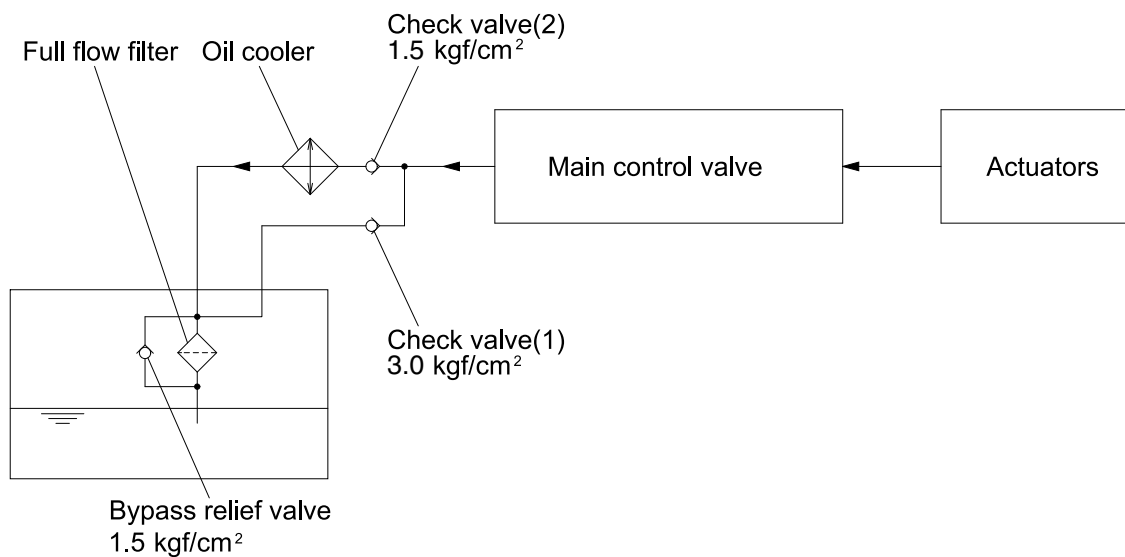 Check valve(2)
1.5 kgf/cm²
Full flow filter
Oil cooler
Main control valve
Actuators
Check valve(1)
3.0 kgf/cm²
Bypass relief valve
1.5 kgf/cm²